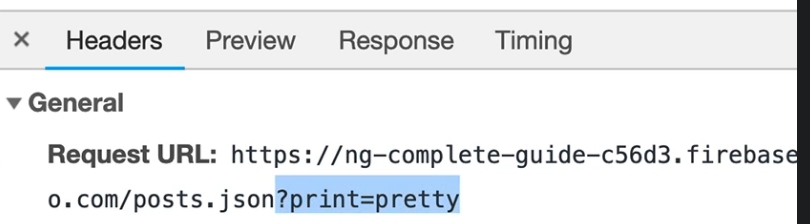 × Headers Preview Response Timing
▼ General
Request URL: https://ng-complete-guide-c56d3.firebase
o.com/posts.json?print=pretty